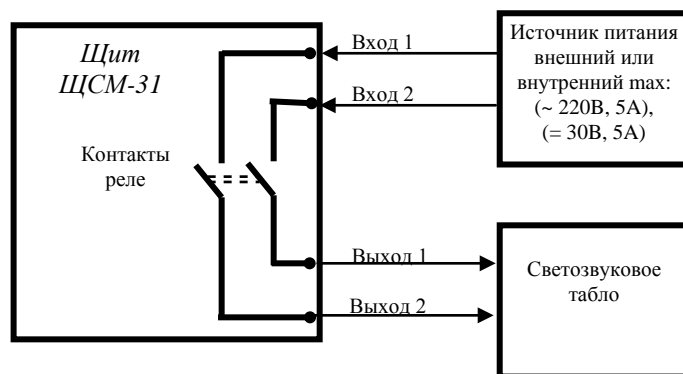 Щит
ЩСМ-31
Контакты
реле
Вход 1
Вход 2
Выход 1
Выход 2
Источник питания
внешний или
внутренний max:
(~ 220В, 5А),
(= 30В, 5А)
Светозвуковое
табло